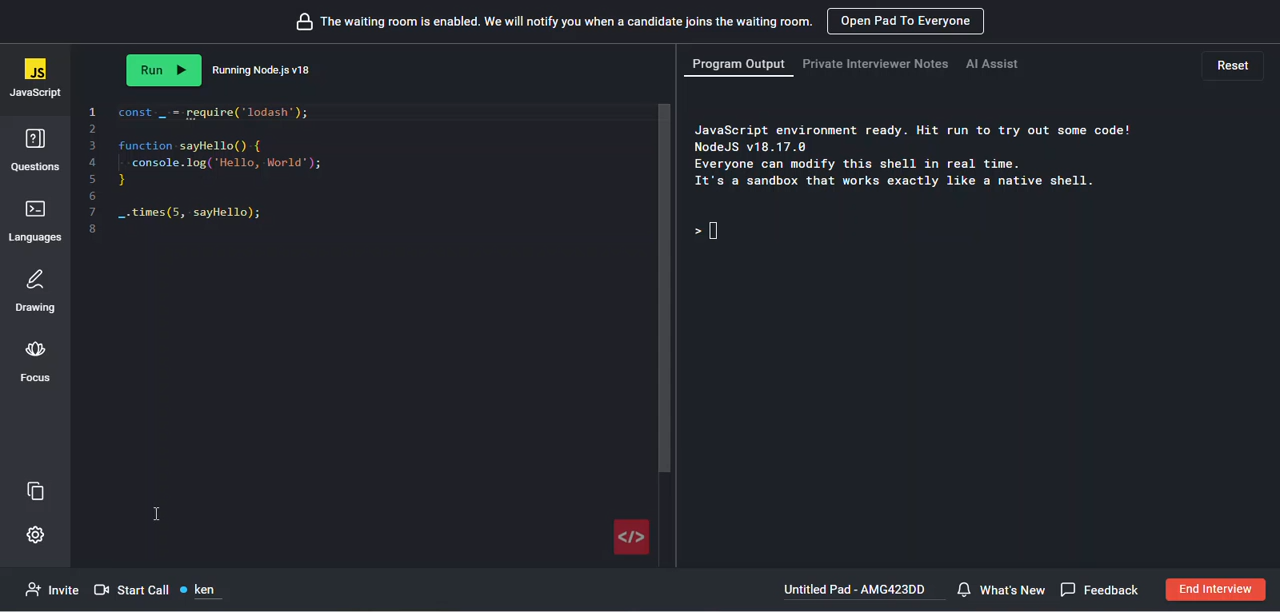 The waiting room is enabled. We will notify you when a candidate joins the waiting room. Open Pad To Everyone
JS
JavaScript
Questions
Languages
Drawing
Focus
Run Running Node.js v18
1 const _ = require('lodash');
2
3 function sayHello() {
4 console.log('Hello, World');
5 }
6
7 _.times(5, sayHello);
8
</>
Program Output Private Interviewer Notes AI Assist Reset
JavaScript environment ready. Hit run to try out some code!
NodeJS v18.17.0
Everyone can modify this shell in real time.
It's a sandbox that works exactly like a native shell.
>
Invite Start Call ken Untitled Pad - AMG423DD What's New Feedback End Interview